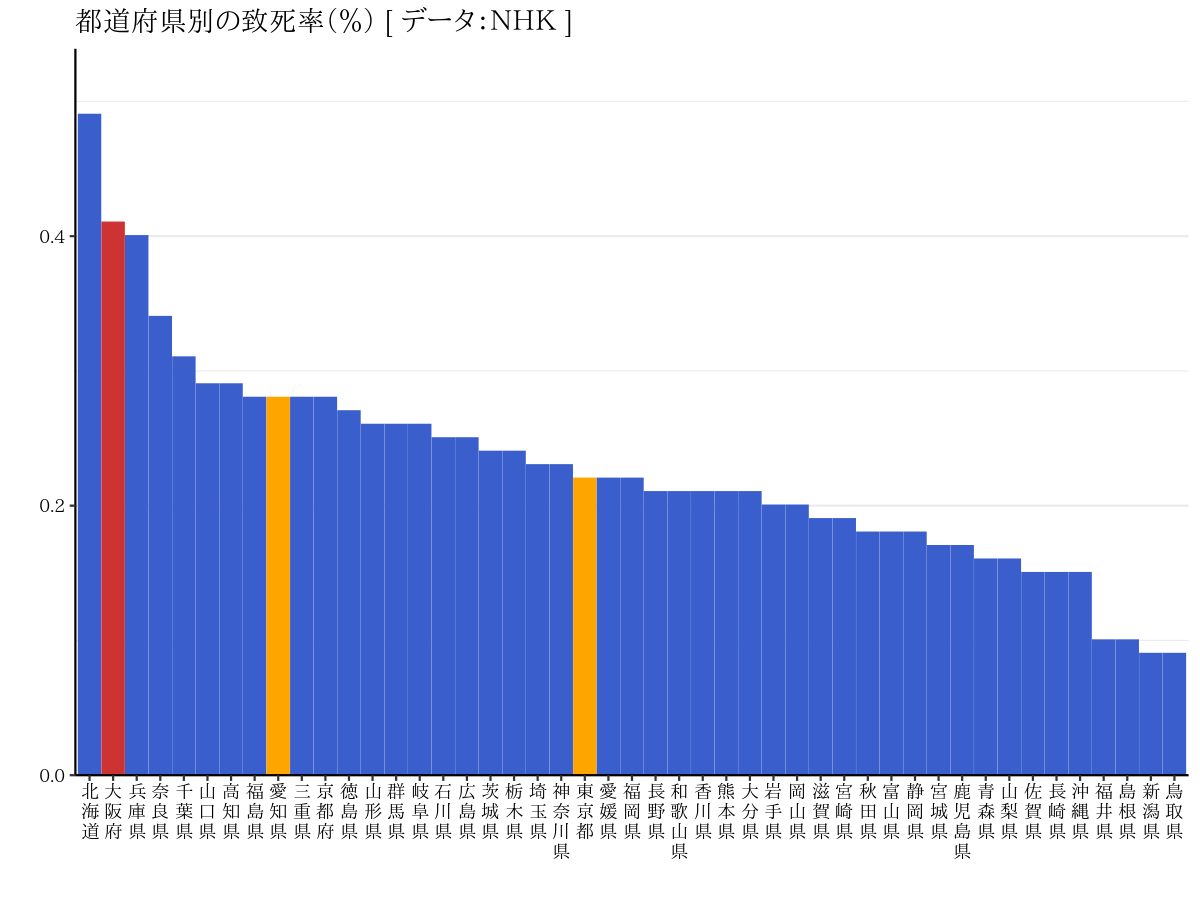 都道府県別の致死率（％）[ データ：NHK ]
0.4
0.2
0.0
北海道
大阪府
兵庫県
奈良県
千葉県
山口県
高知県
福島県
愛知県
三重県
京都府
徳島県
山形県
群馬県
岐阜県
石川県
広島県
茨城県
栃木県
埼玉県
神奈川県
東京都
愛媛県
福岡県
長野県
和歌山県
香川県
熊本県
大分県
岩手県
岡山県
滋賀県
宮崎県
秋田県
富山県
静岡県
宮城県
鹿児島県
青森県
山梨県
佐賀県
長崎県
沖縄県
福井県
島根県
新潟県
鳥取県